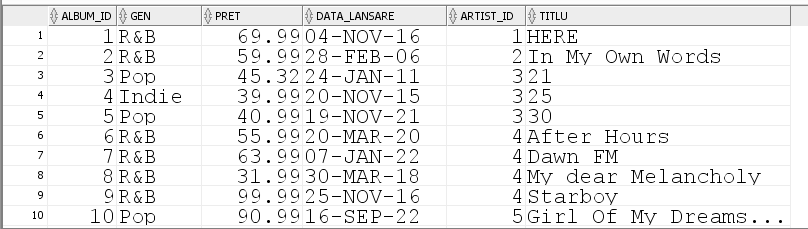 ALBUM_ID GEN PRET DATA_LANSARE ARTIST_ID TITLU
1 1 R&B 69.99 04-NOV-16 1 HERE
2 2 R&B 59.99 28-FEB-06 2 In My Own Words
3 3 Pop 45.32 24-JAN-11 3 21
4 4 Indie 39.99 20-NOV-15 3 25
5 5 Pop 40.99 19-NOV-21 3 30
6 6 R&B 55.99 20-MAR-20 4 After Hours
7 7 R&B 63.99 07-JAN-22 4 Dawn FM
8 8 R&B 31.99 30-MAR-18 4 My dear Melancholy
9 9 R&B 99.99 25-NOV-16 4 Starboy
10 10 Pop 90.99 16-SEP-22 5 Girl Of My Dreams...